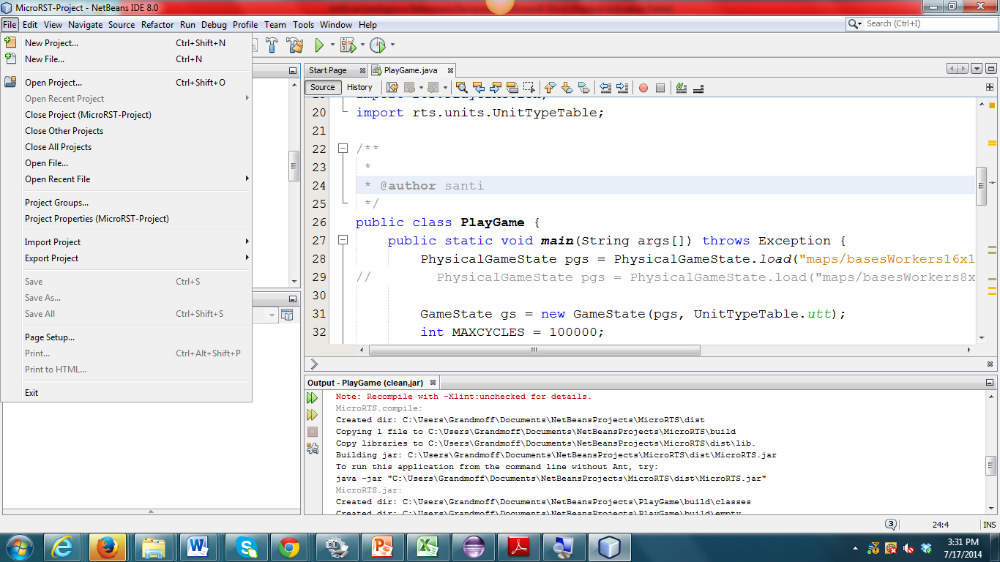 MicroRST-Project - NetBeans IDE 8.0
File Edit View Navigate Source Refactor Run Debug Profile Team Tools Window Help
Search (Ctrl+I)
New Project... Ctrl+Shift+N
New File... Ctrl+N
Open Project... Ctrl+Shift+O
Open Recent Project
Close Project (MicroRST-Project)
Close Other Projects
Close All Projects
Open File...
Open Recent File
Project Groups...
Project Properties (MicroRST-Project)
Import Project
Export Project
Save Ctrl+S
Save As...
Save All Ctrl+Shift+S
Page Setup...
Print... Ctrl+Alt+Shift+P
Print to HTML...
Exit
Start Page PlayGame.java
Source History
20 import rts.units.UnitTypeTable;
21
22 /**
23 *
24 * @author santi
25 */
26 public class PlayGame {
27 public static void main(String args[]) throws Exception {
28 PhysicalGameState pgs = PhysicalGameState.load("maps/basesWorkers16x1
29 // PhysicalGameState pgs = PhysicalGameState.load("maps/basesWorkers8x
30
31 GameState gs = new GameState(pgs, UnitTypeTable.utt);
32 int MAXCYCLES = 100000;
Output - PlayGame (clean,jar)
Note: Recompile with -Xlint:unchecked for details.
MicroRTS.compile:
Created dir: C:\Users\Grandmoff\Documents\NetBeansProjects\MicroRTS\dist
Copying 1 file to C:\Users\Grandmoff\Documents\NetBeansProjects\MicroRTS\build
Copy libraries to C:\Users\Grandmoff\Documents\NetBeansProjects\MicroRTS\dist\lib.
Building jar: C:\Users\Grandmoff\Documents\NetBeansProjects\MicroRTS\dist\MicroRTS.jar
To run this application from the command line without Ant, try:
java -jar "C:\Users\Grandmoff\Documents\NetBeansProjects\MicroRTS\dist\MicroRTS.jar"
MicroRTS.jar:
Created dir: C:\Users\Grandmoff\Documents\NetBeansProjects\PlayGame\build\classes
Created dir: C:\Users\Grandmoff\Documents\NetBeansProjects\PlayGame\build\empty
3 24:4 INS
3:31 PM
7/17/2014